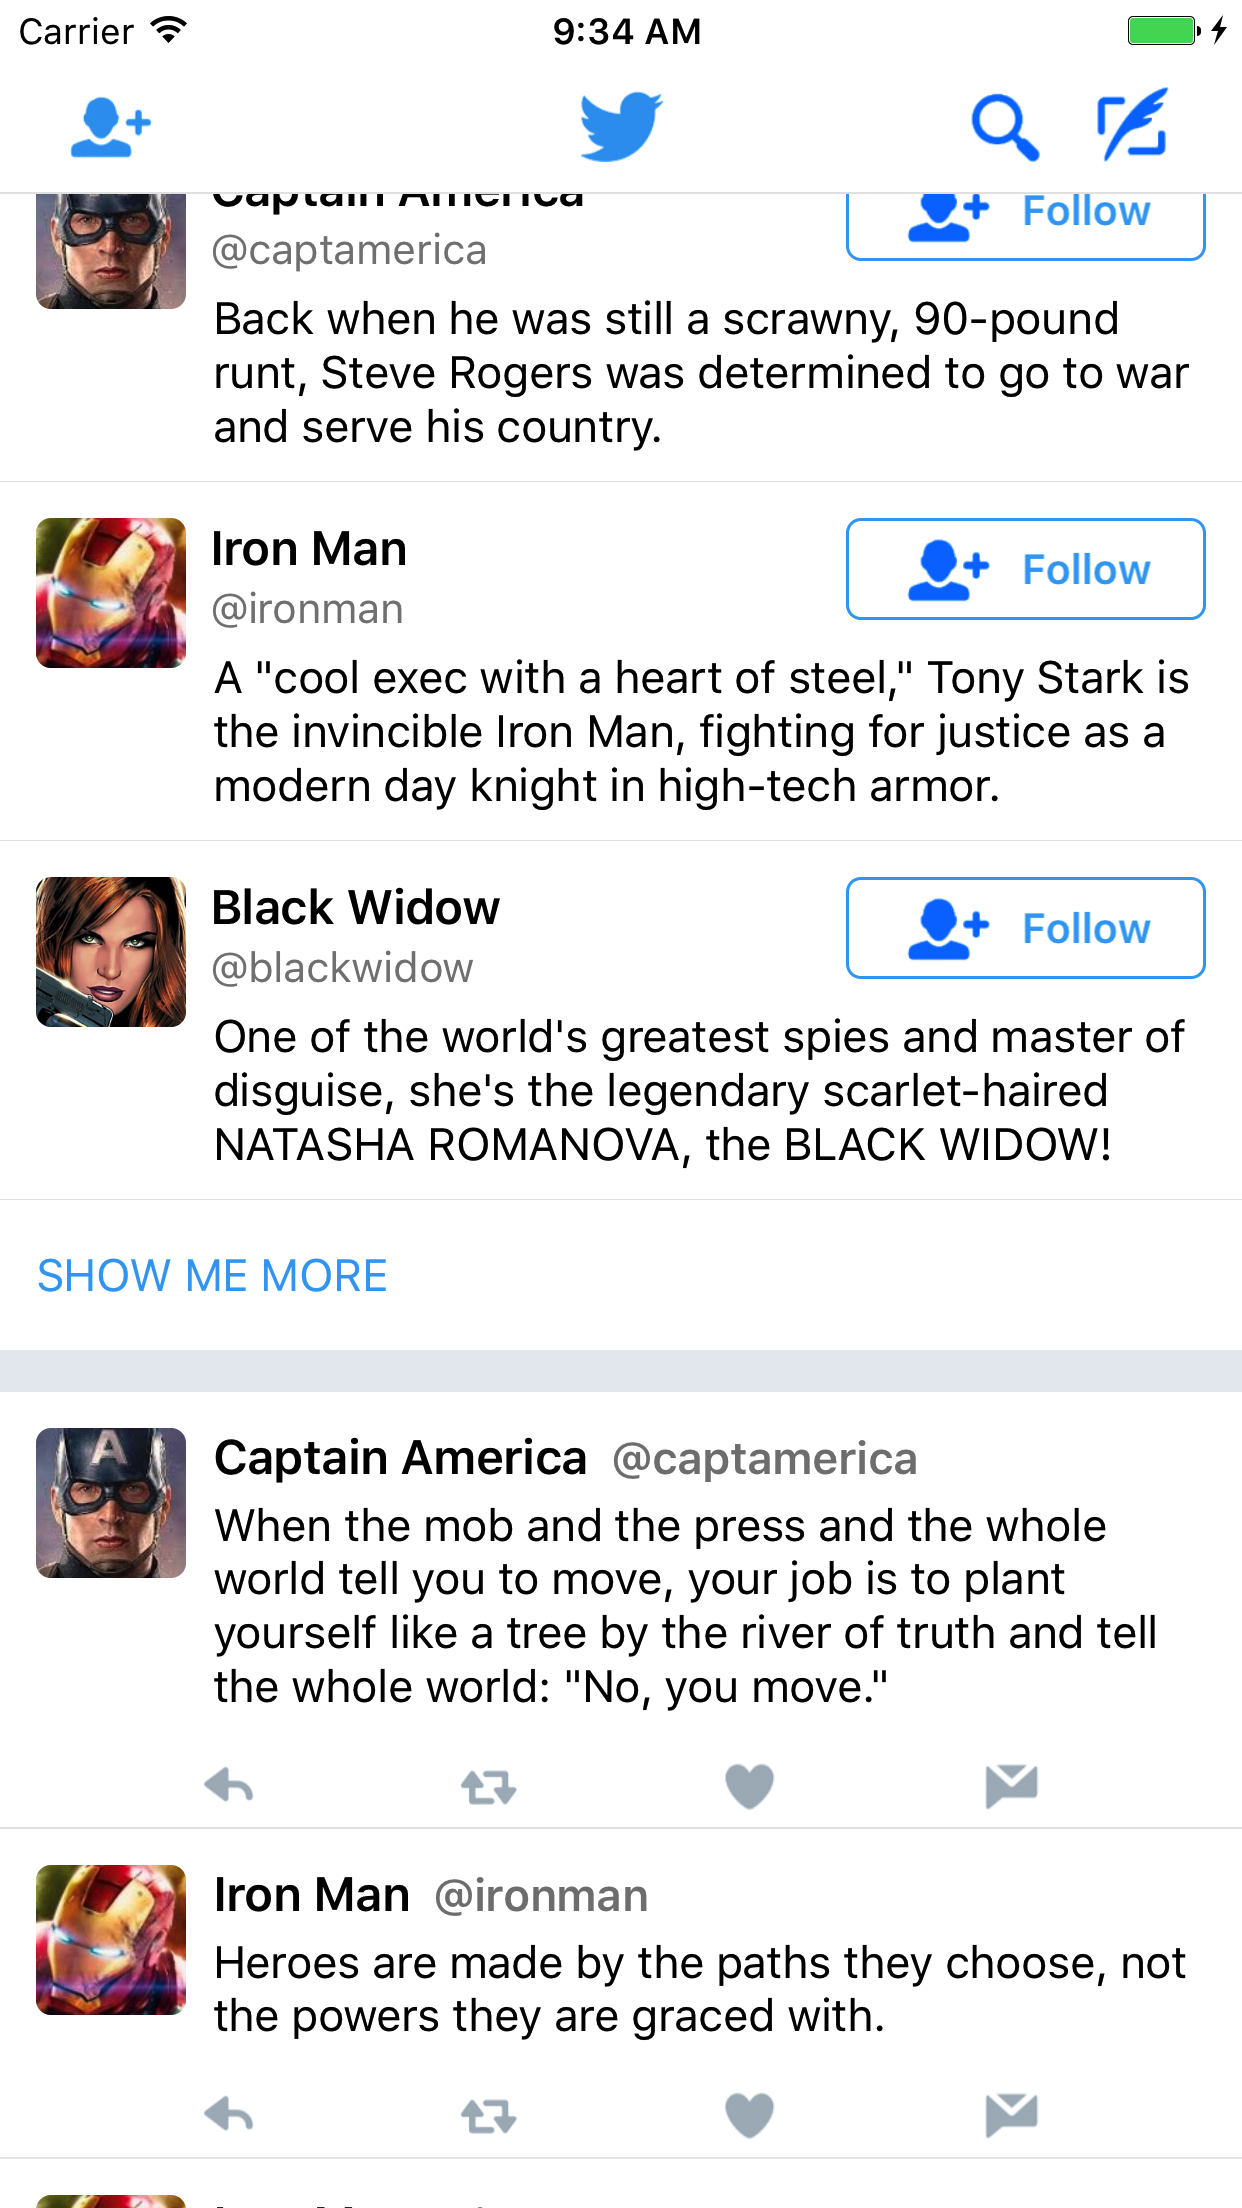 Carrier
9:34 AM
Captain America
Follow
@captamerica
Back when he was still a scrawny, 90-pound
runt, Steve Rogers was determined to go to war
and serve his country.
Iron Man
Follow
@ironman
A "cool exec with a heart of steel," Tony Stark is
the invincible Iron Man, fighting for justice as a
modern day knight in high-tech armor.
Black Widow
Follow
@blackwidow
One of the world's greatest spies and master of
disguise, she's the legendary scarlet-haired
NATASHA ROMANOVA, the BLACK WIDOW!
SHOW ME MORE
Captain America @captamerica
When the mob and the press and the whole
world tell you to move, your job is to plant
yourself like a tree by the river of truth and tell
the whole world: "No, you move."
Iron Man @ironman
Heroes are made by the paths they choose, not
the powers they are graced with.